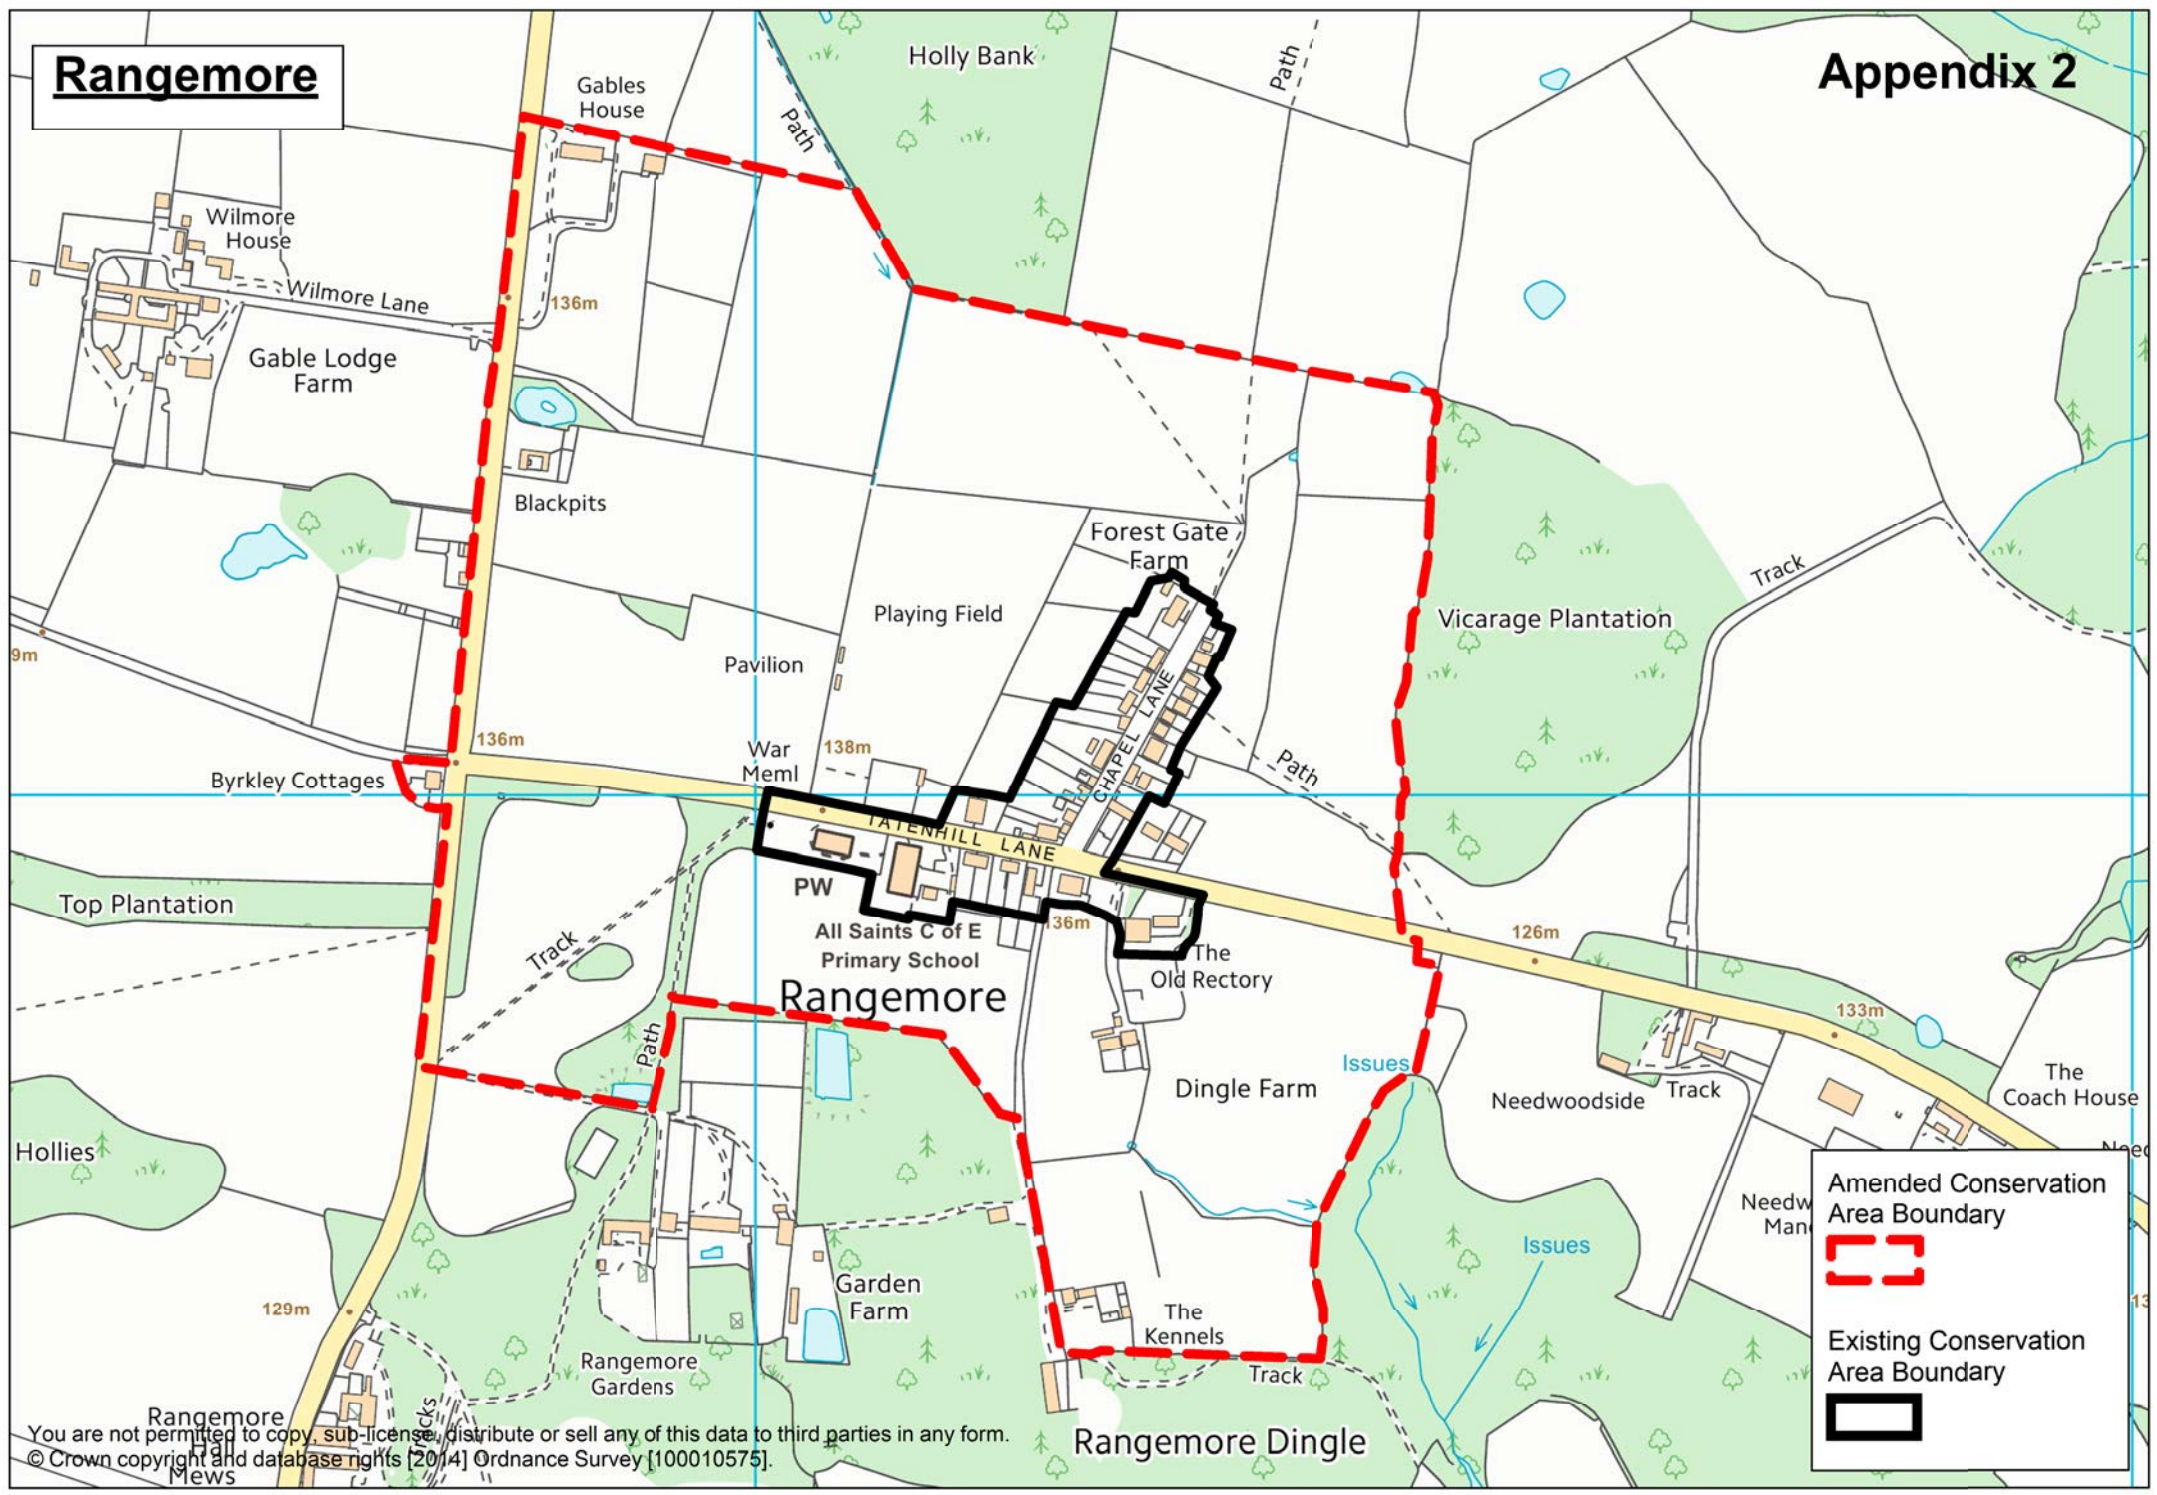 Rangemore
Appendix 2
Holly Bank
Path
Gables
House
Path
Wilmore
House
Wilmore Lane
136m
Gable Lodge
Farm
Blackpits
Forest Gate
Farm
Track
Playing Field
Vicarage Plantation
9m
Pavilion
CHAPEL LANE
136m
War
Meml
138m
Path
Byrkley Cottages
TATENHILL LANE
PW
Top Plantation
All Saints C of E
Primary School
136m
126m
Track
The
Old Rectory
Rangemore
133m
Path
Issues
Dingle Farm
Needwoodside
Track
The
Coach House
Hollies
Amended Conservation
Area Boundary
Issues
Garden
Farm
129m
The
Kennels
Existing Conservation
Area Boundary
Rangemore
Gardens
Track
Rangemore
Hall
Mews
Rangemore Dingle
You are not permitted to copy, sub-license, distribute or sell any of this data to third parties in any form.
© Crown copyright and database rights [2014] Ordnance Survey [100010575].